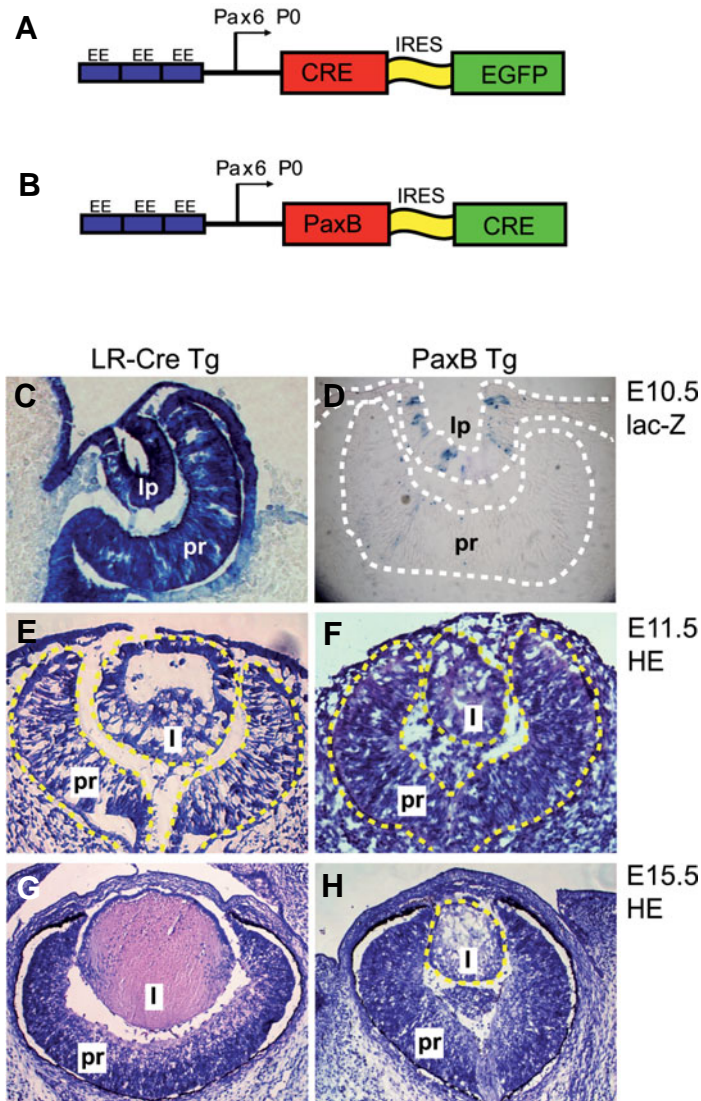 A
Pax6 P0
EE EE EE
IRES
CRE
EGFP
B
Pax6 P0
EE EE EE
IRES
PaxB
CRE
LR-Cre Tg
PaxB Tg
C
lp
pr
D
lp
pr
E10.5
lac-Z
E
l
pr
F
l
pr
E11.5
HE
G
l
pr
H
l
pr
E15.5
HE